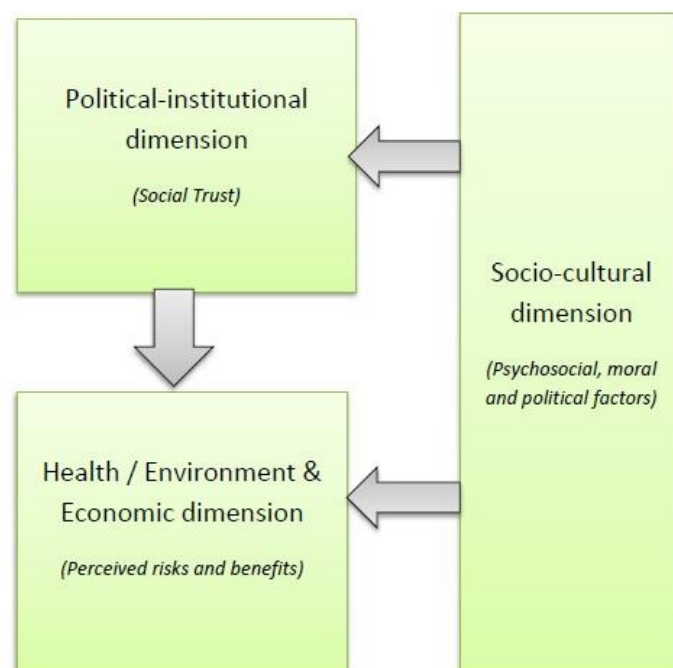 Political-institutional
dimension
(Social Trust)
Socio-cultural
dimension
(Psychosocial, moral
and political factors)
Health / Environment &
Economic dimension
(Perceived risks and benefits)